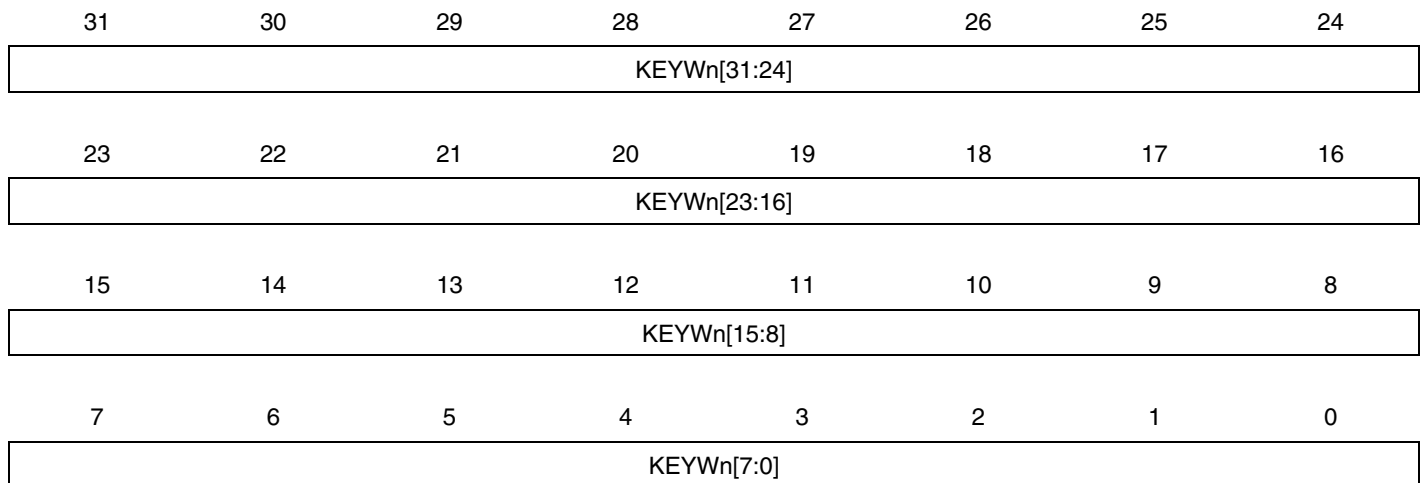 31 30 29 28 27 26 25 24
KEYWn[31:24]
23 22 21 20 19 18 17 16
KEYWn[23:16]
15 14 13 12 11 10 9 8
KEYWn[15:8]
7 6 5 4 3 2 1 0
KEYWn[7:0]